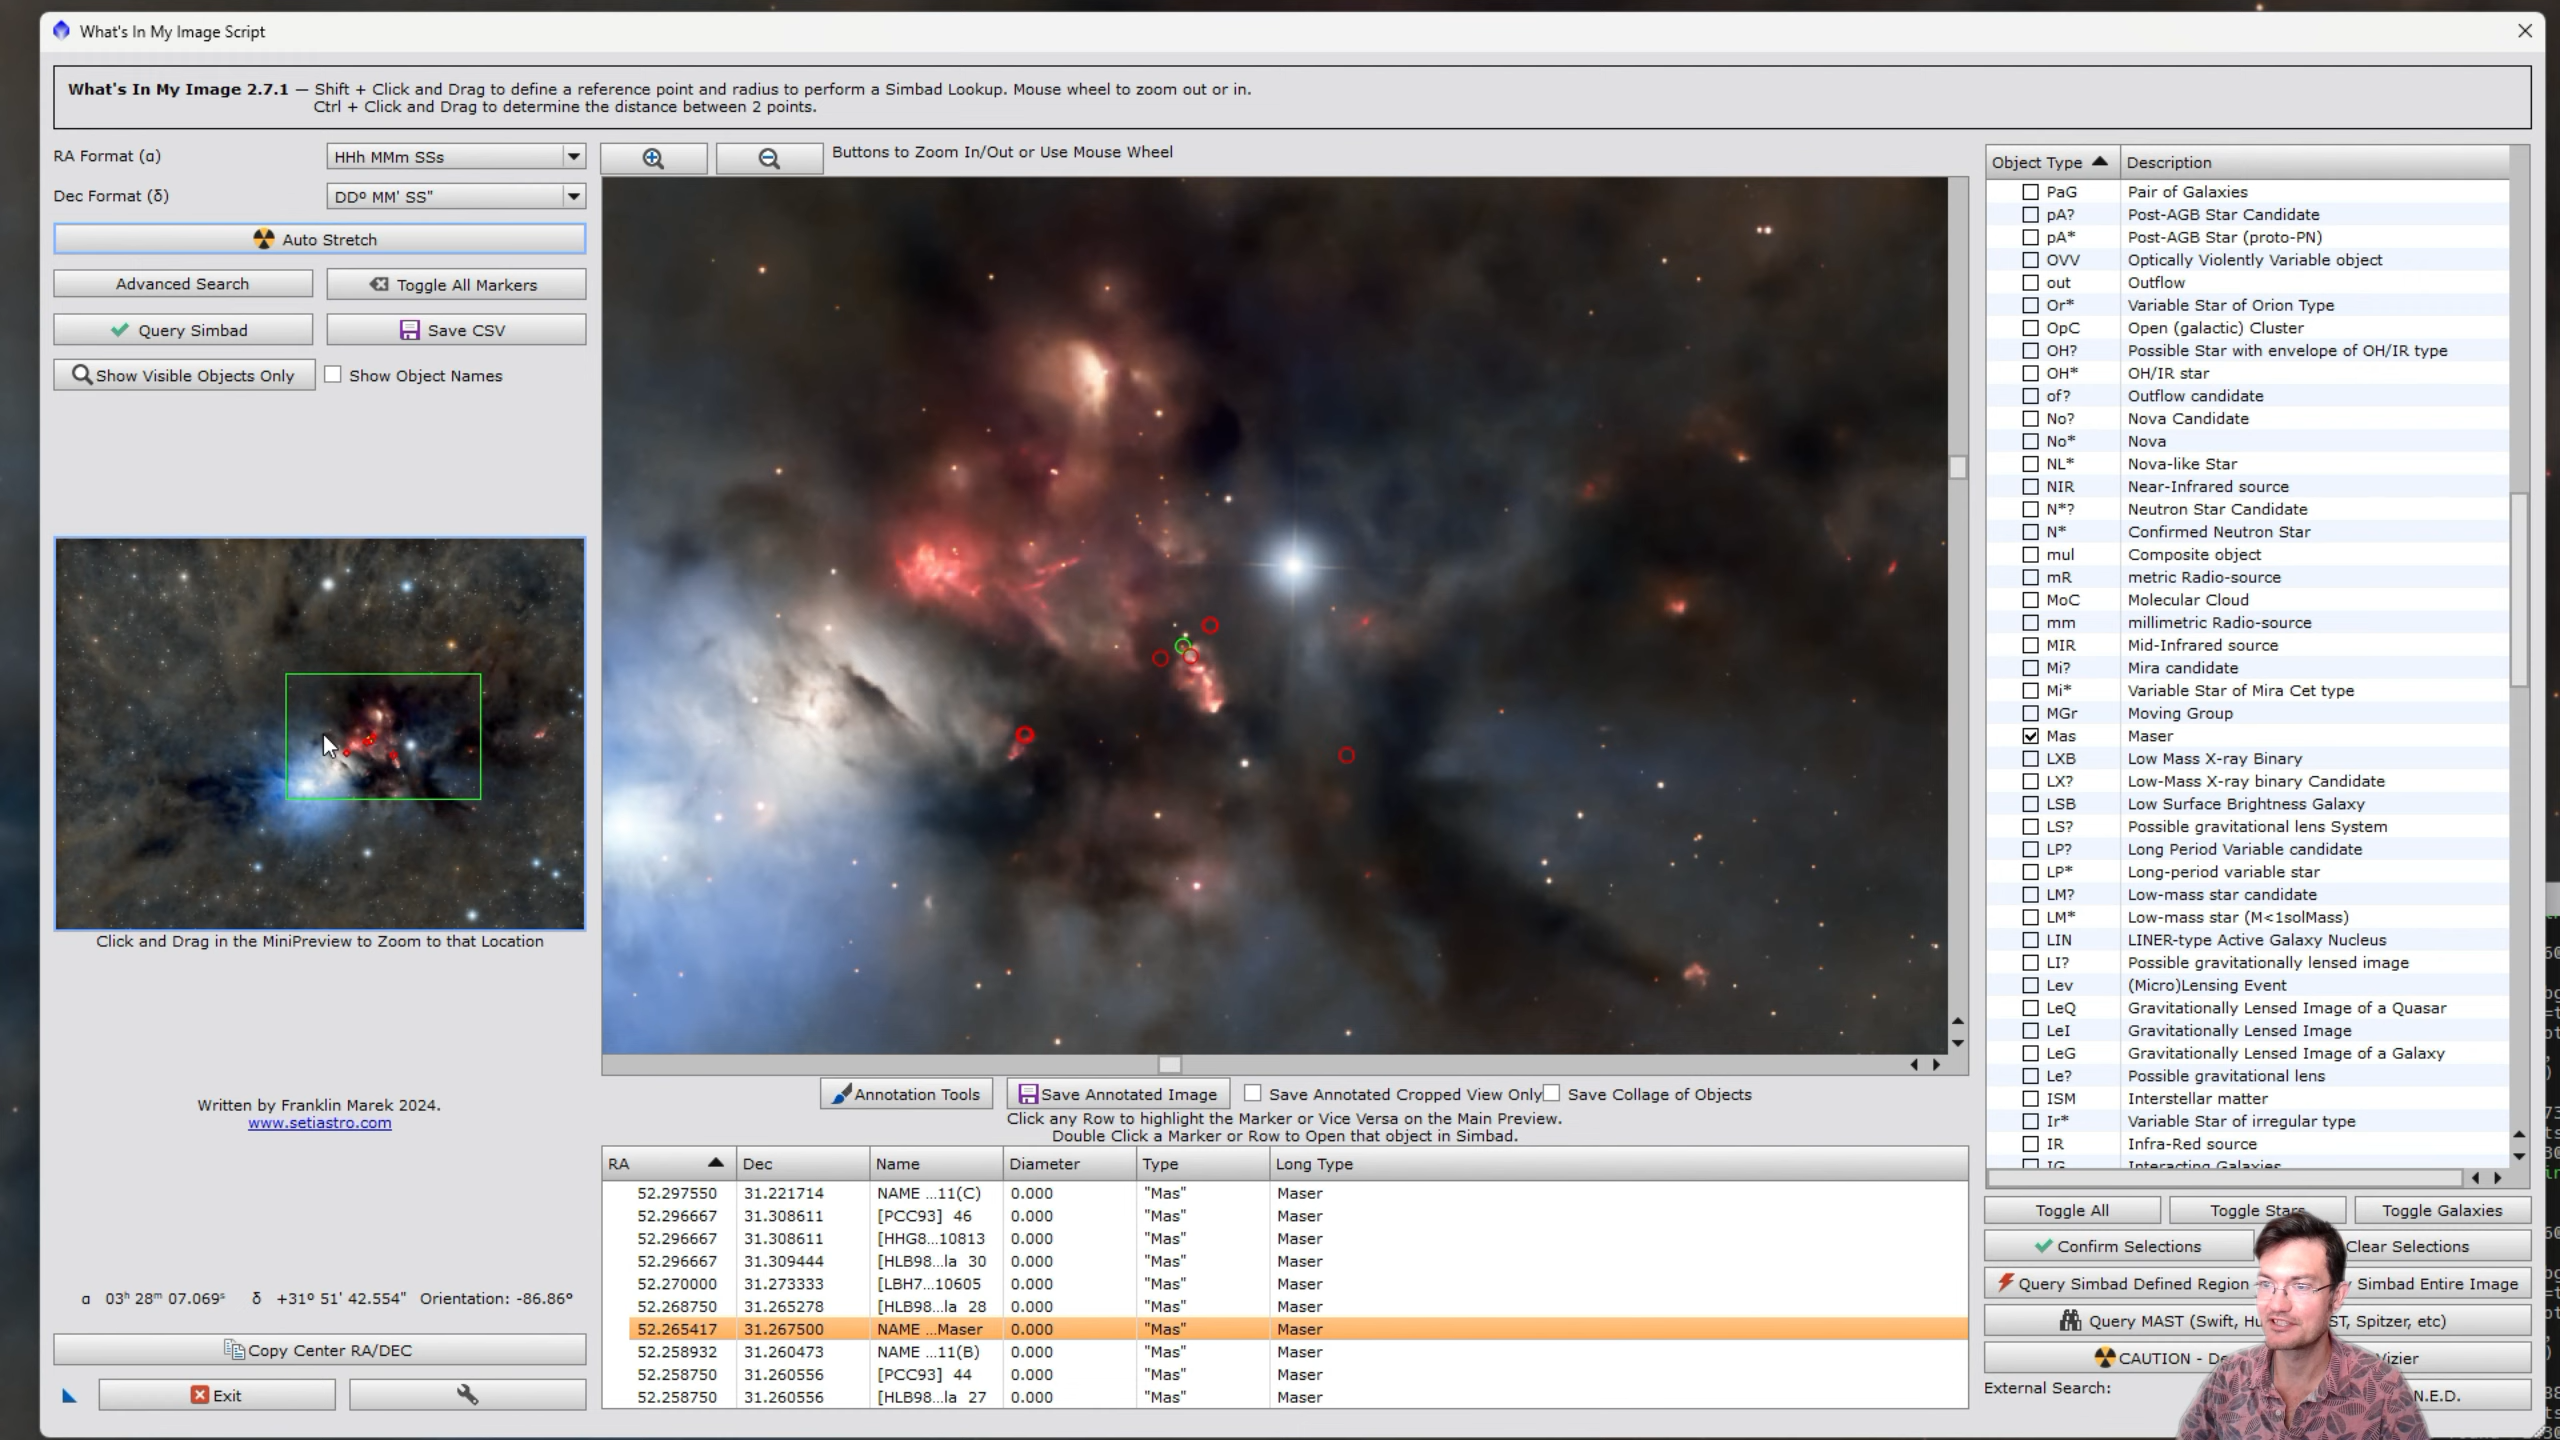 What's In My Image Script
What's In My Image 2.7.1 — Shift + Click and Drag to define a reference point and radius to perform a Simbad Lookup. Mouse wheel to zoom out or in.
Ctrl + Click and Drag to determine the distance between 2 points.
RA Format (α)
HHh MMm SSs
Dec Format (δ)
DDº MM' SS"
Auto Stretch
Advanced Search
Toggle All Markers
Query Simbad
Save CSV
Show Visible Objects Only
Show Object Names
Click and Drag in the MiniPreview to Zoom to that Location
Written by Franklin Marek 2024.
www.setiastro.com
α 03ʰ 28ᵐ 07.069ˢ δ +31º 51' 42.554" Orientation: -86.86°
Copy Center RA/DEC
Exit
Buttons to Zoom In/Out or Use Mouse Wheel
Annotation Tools
Save Annotated Image
Save Annotated Cropped View Only
Save Collage of Objects
Click any Row to highlight the Marker or Vice Versa on the Main Preview.
Double Click a Marker or Row to Open that object in Simbad.
RA Dec Name Diameter Type Long Type
52.297550 31.221714 NAME ...11(C) 0.000 "Mas" Maser
52.296667 31.308611 [PCC93] 46 0.000 "Mas" Maser
52.296667 31.308611 [HHG8...10813 0.000 "Mas" Maser
52.296667 31.309444 [HLB98...la 30 0.000 "Mas" Maser
52.270000 31.273333 [LBH7...10605 0.000 "Mas" Maser
52.268750 31.265278 [HLB98...la 28 0.000 "Mas" Maser
52.265417 31.267500 NAME ...Maser 0.000 "Mas" Maser
52.258932 31.260473 NAME ...11(B) 0.000 "Mas" Maser
52.258750 31.260556 [PCC93] 44 0.000 "Mas" Maser
52.258750 31.260556 [HLB98...la 27 0.000 "Mas" Maser
Object Type Description
PaG Pair of Galaxies
pA? Post-AGB Star Candidate
pA* Post-AGB Star (proto-PN)
OVV Optically Violently Variable object
out Outflow
Or* Variable Star of Orion Type
OpC Open (galactic) Cluster
OH? Possible Star with envelope of OH/IR type
OH* OH/IR star
of? Outflow candidate
No? Nova Candidate
No* Nova
NL* Nova-like Star
NIR Near-Infrared source
N*? Neutron Star Candidate
N* Confirmed Neutron Star
mul Composite object
mR metric Radio-source
MoC Molecular Cloud
mm millimetric Radio-source
MIR Mid-Infrared source
Mi? Mira candidate
Mi* Variable Star of Mira Cet type
MGr Moving Group
Mas Maser
LXB Low Mass X-ray Binary
LX? Low-Mass X-ray binary Candidate
LSB Low Surface Brightness Galaxy
LS? Possible gravitational lens System
LP? Long Period Variable candidate
LP* Long-period variable star
LM? Low-mass star candidate
LM* Low-mass star (M<1solMass)
LIN LINER-type Active Galaxy Nucleus
LI? Possible gravitationally lensed image
Lev (Micro)Lensing Event
LeQ Gravitationally Lensed Image of a Quasar
LeI Gravitationally Lensed Image
LeG Gravitationally Lensed Image of a Galaxy
Le? Possible gravitational lens
ISM Interstellar matter
Ir* Variable Star of irregular type
IR Infra-Red source
IG Interacting Galaxies
Toggle All
Toggle Stars
Toggle Galaxies
Confirm Selections
Clear Selections
Query Simbad Defined Region
Simbad Entire Image
Query MAST (Swift, Hu ST, Spitzer, etc)
CAUTION - De Vizier
External Search:
N.E.D.